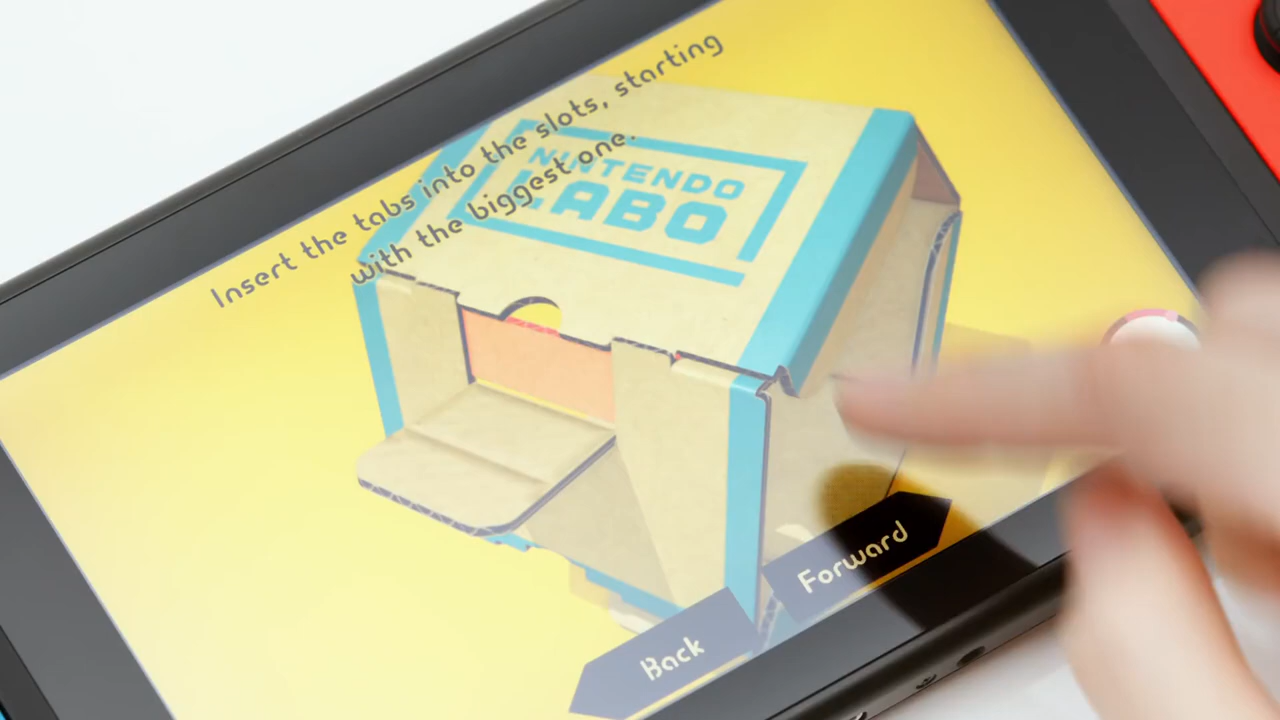 Insert the tabs into the slots, starting
with the biggest one.
NINTENDO
LABO
Back
Forward